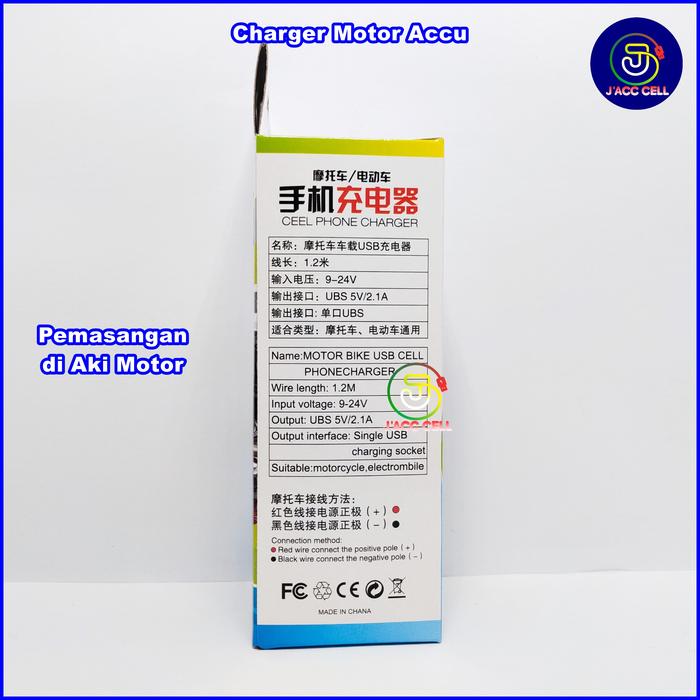 Charger Motor Accu
J'ACC CELL
摩托车/电动车
手机充电器
CEEL PHONE CHARGER
名称：摩托车车载USB充电器
线长：1.2米
输入电压：9-24V
输出接口：UBS 5V/2.1A
输出接口: 单口UBS
适合类型：摩托车、电动车通用
Pemasangan
di Aki Motor
Name:MOTOR BIKE USB CELL
PHONECHARGER
Wire length: 1.2M
Input voltage: 9-24V
Output: UBS 5V/2.1A
J'ACC CELL
Output interface: Single USB
charging socket
Suitable:motorcycle,electrombile
摩托车接线方法：
红色线接电源正极（+）
黑色线接电源正极（−）
Connection method:
Red wire connect the positive pole（+）
Black wire connect the negative pole（−）
FC CE
MADE IN CHANA